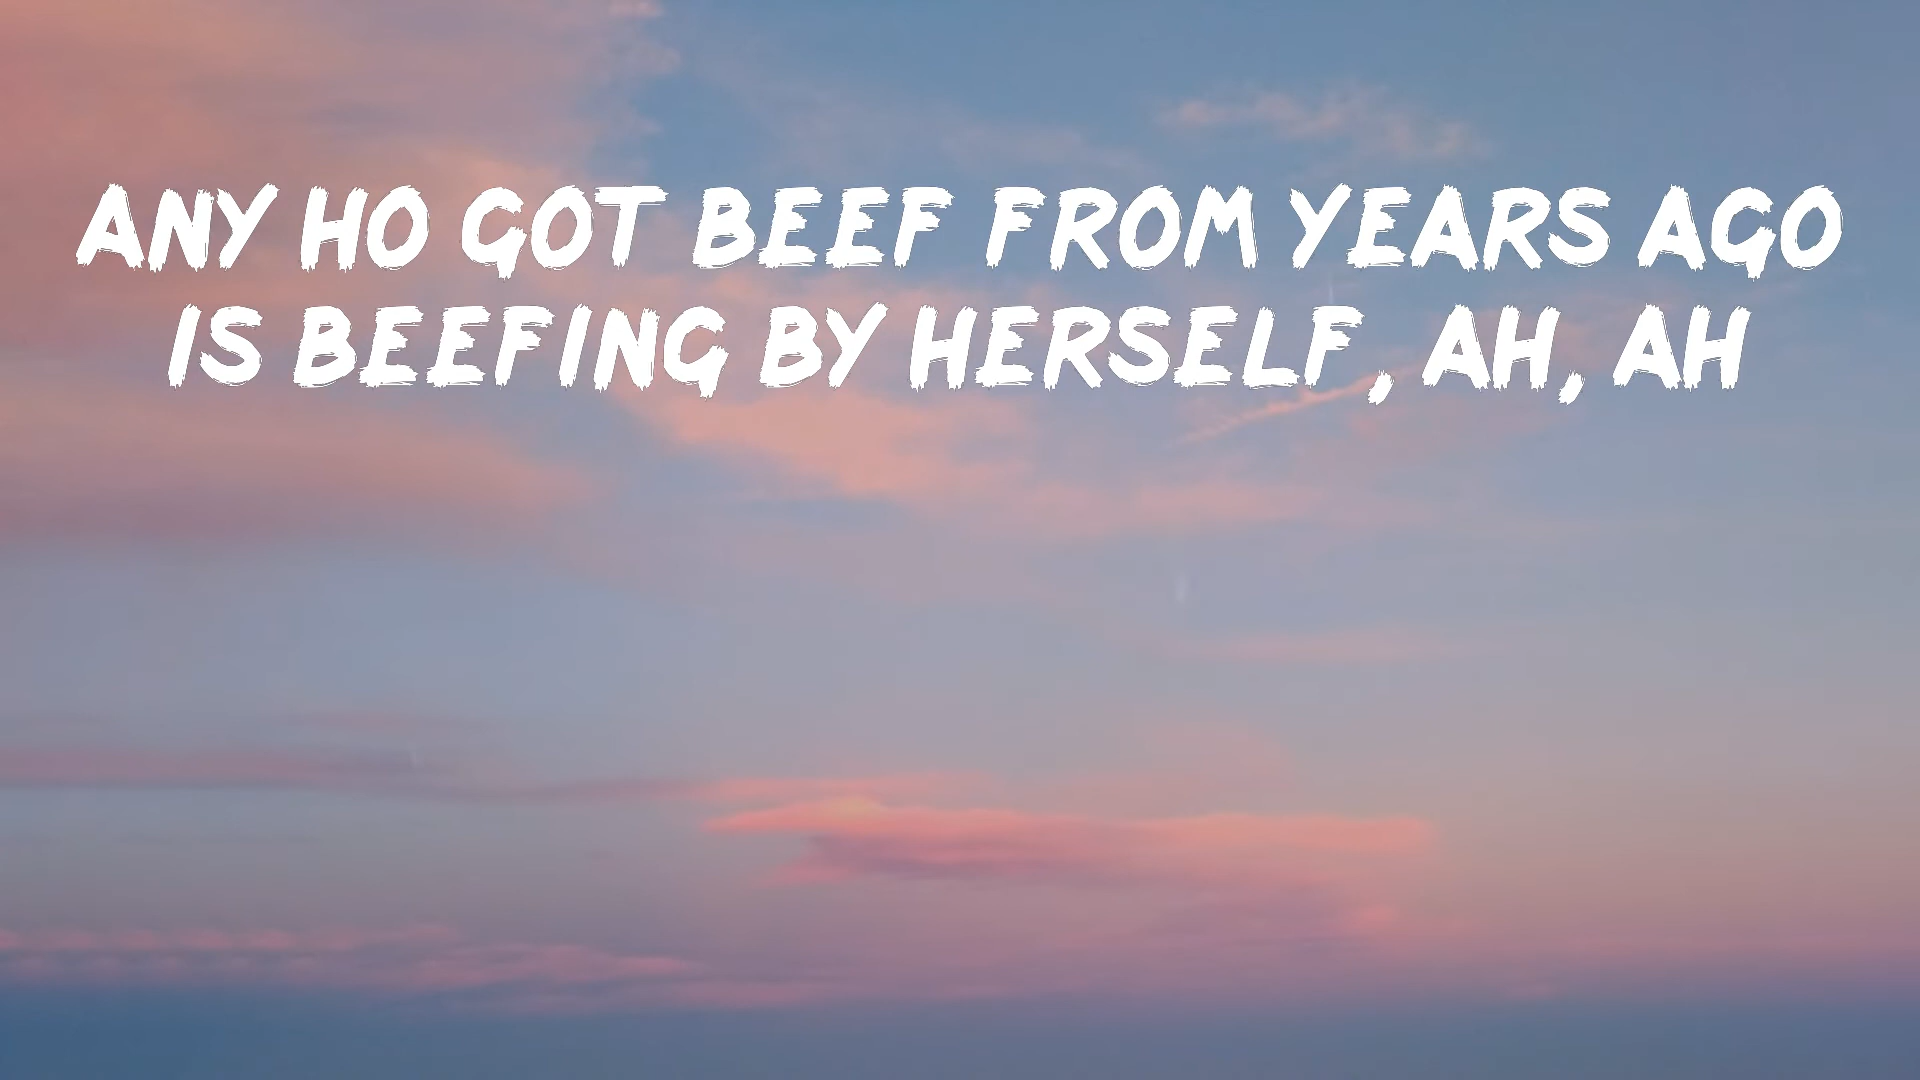 ANY HO GOT BEEF FROM YEARS AGO
IS BEEFING BY HERSELF, AH, AH